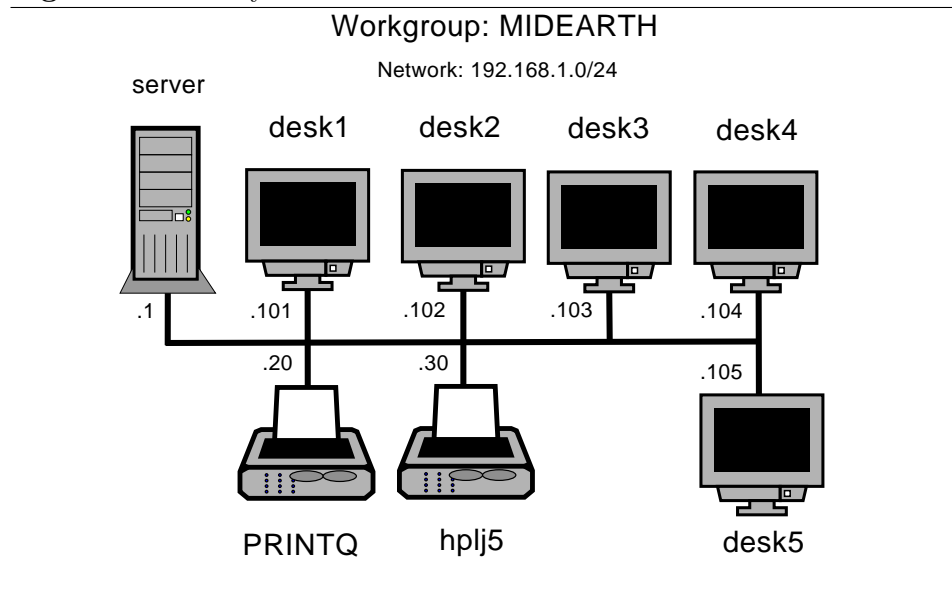 Workgroup: MIDEARTH
Network: 192.168.1.0/24
server
desk1
desk2
desk3
desk4
.1
.101
.102
.103
.104
.20
.30
.105
PRINTQ
hplj5
desk5